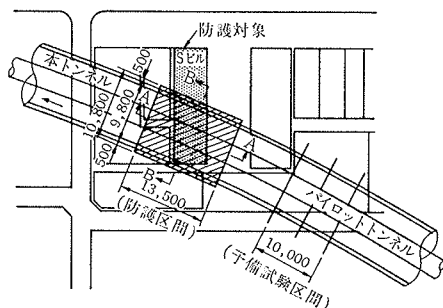 防護対象
Sビル
本トンネル
500
10,800
9,800
500
A
B
B
A
13,500
(防護区間)
パイロットトンネル
10,000
(予備試験区間)